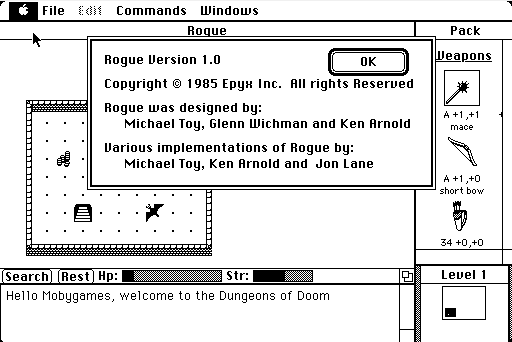 File Edit Commands Windows
Rogue
Pack
Rogue Version 1.0
OK
Copyright © 1985 Epyx Inc. All rights Reserved
Rogue was designed by:
Michael Toy, Glenn Wichman and Ken Arnold
Various implementations of Rogue by:
Michael Toy, Ken Arnold and Jon Lane
Weapons
A +1,+1
mace
A +1,+0
short bow
34 +0,+0
Search Rest Hp: Str:
Level 1
Hello Mobygames, welcome to the Dungeons of Doom